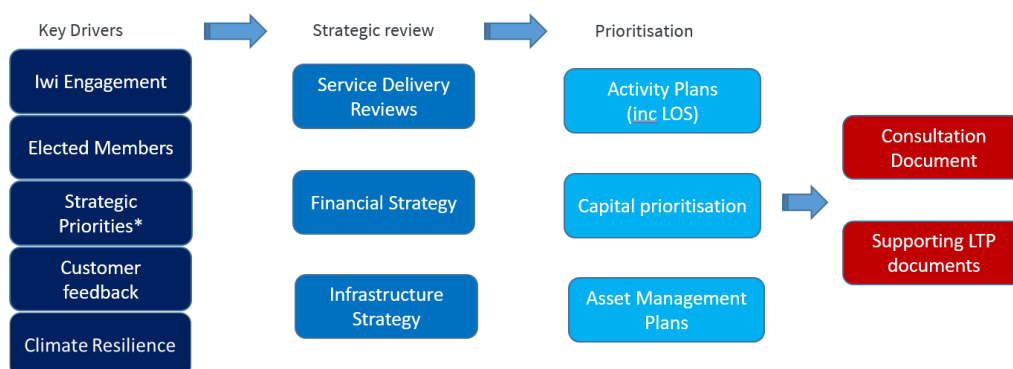 Key Drivers
Strategic review
Prioritisation
Iwi Engagement
Elected Members
Strategic
Priorities*
Customer
feedback
Climate Resilience
Service Delivery
Reviews
Financial Strategy
Infrastructure
Strategy
Activity Plans
(inc LOS)
Capital prioritisation
Asset Management
Plans
Consultation
Document
Supporting LTP
documents